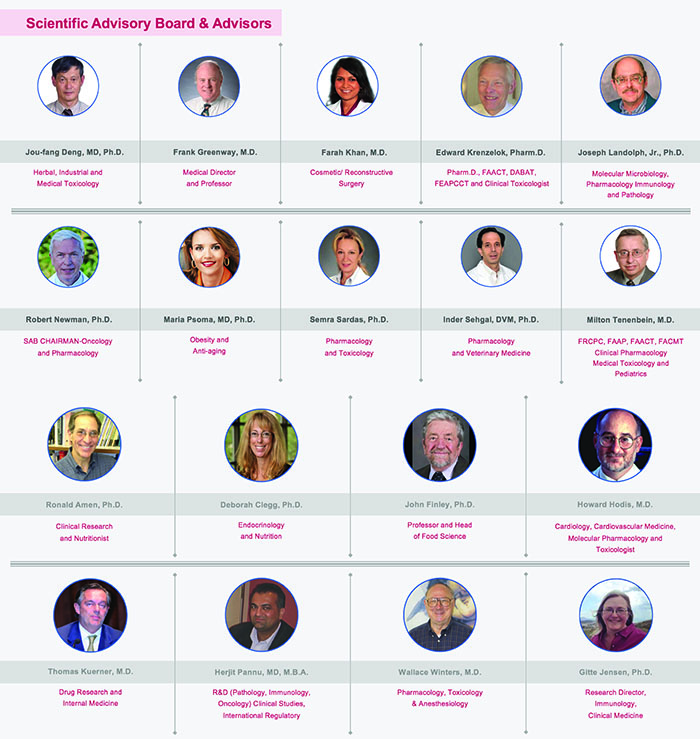 Scientific Advisory Board & Advisors
Jou-fang Deng, MD, Ph.D.
Herbal, Industrial and
Medical Toxicology
Frank Greenway, M.D.
Medical Director
and Professor
Farah Khan, M.D.
Cosmetic/ Reconstructive
Surgery
Edward Krenzelok, Pharm.D.
Pharm.D., FAACT, DABAT,
FEAPCCT and Clinical Toxicologist
Joseph Landolph, Jr., Ph.D.
Molecular Microbiology,
Pharmacology Immunology
and Pathology
Robert Newman, Ph.D.
SAB CHAIRMAN-Oncology
and Pharmacology
Maria Psoma, MD, Ph.D.
Obesity and
Anti-aging
Semra Sardas, Ph.D.
Pharmacology
and Toxicology
Inder Sehgal, DVM, Ph.D.
Pharmacology
and Veterinary Medicine
Milton Tenenbein, M.D.
FRCPC, FAAP, FAACT, FACMT
Clinical Pharmacology
Medical Toxicology and
Pediatrics
Ronald Amen, Ph.D.
Clinical Research
and Nutritionist
Deborah Clegg, Ph.D.
Endocrinology
and Nutrition
John Finley, Ph.D.
Professor and Head
of Food Science
Howard Hodis, M.D.
Cardiology, Cardiovascular Medicine,
Molecular Pharmacology and
Toxicologist
Thomas Kuerner, M.D.
Drug Research and
Internal Medicine
Herjit Pannu, MD, M.B.A.
R&D (Pathology, Immunology,
Oncology) Clinical Studies,
International Regulatory
Wallace Winters, M.D.
Pharmacology, Toxicology
& Anesthesiology
Gitte Jensen, Ph.D.
Research Director,
Immunology,
Clinical Medicine